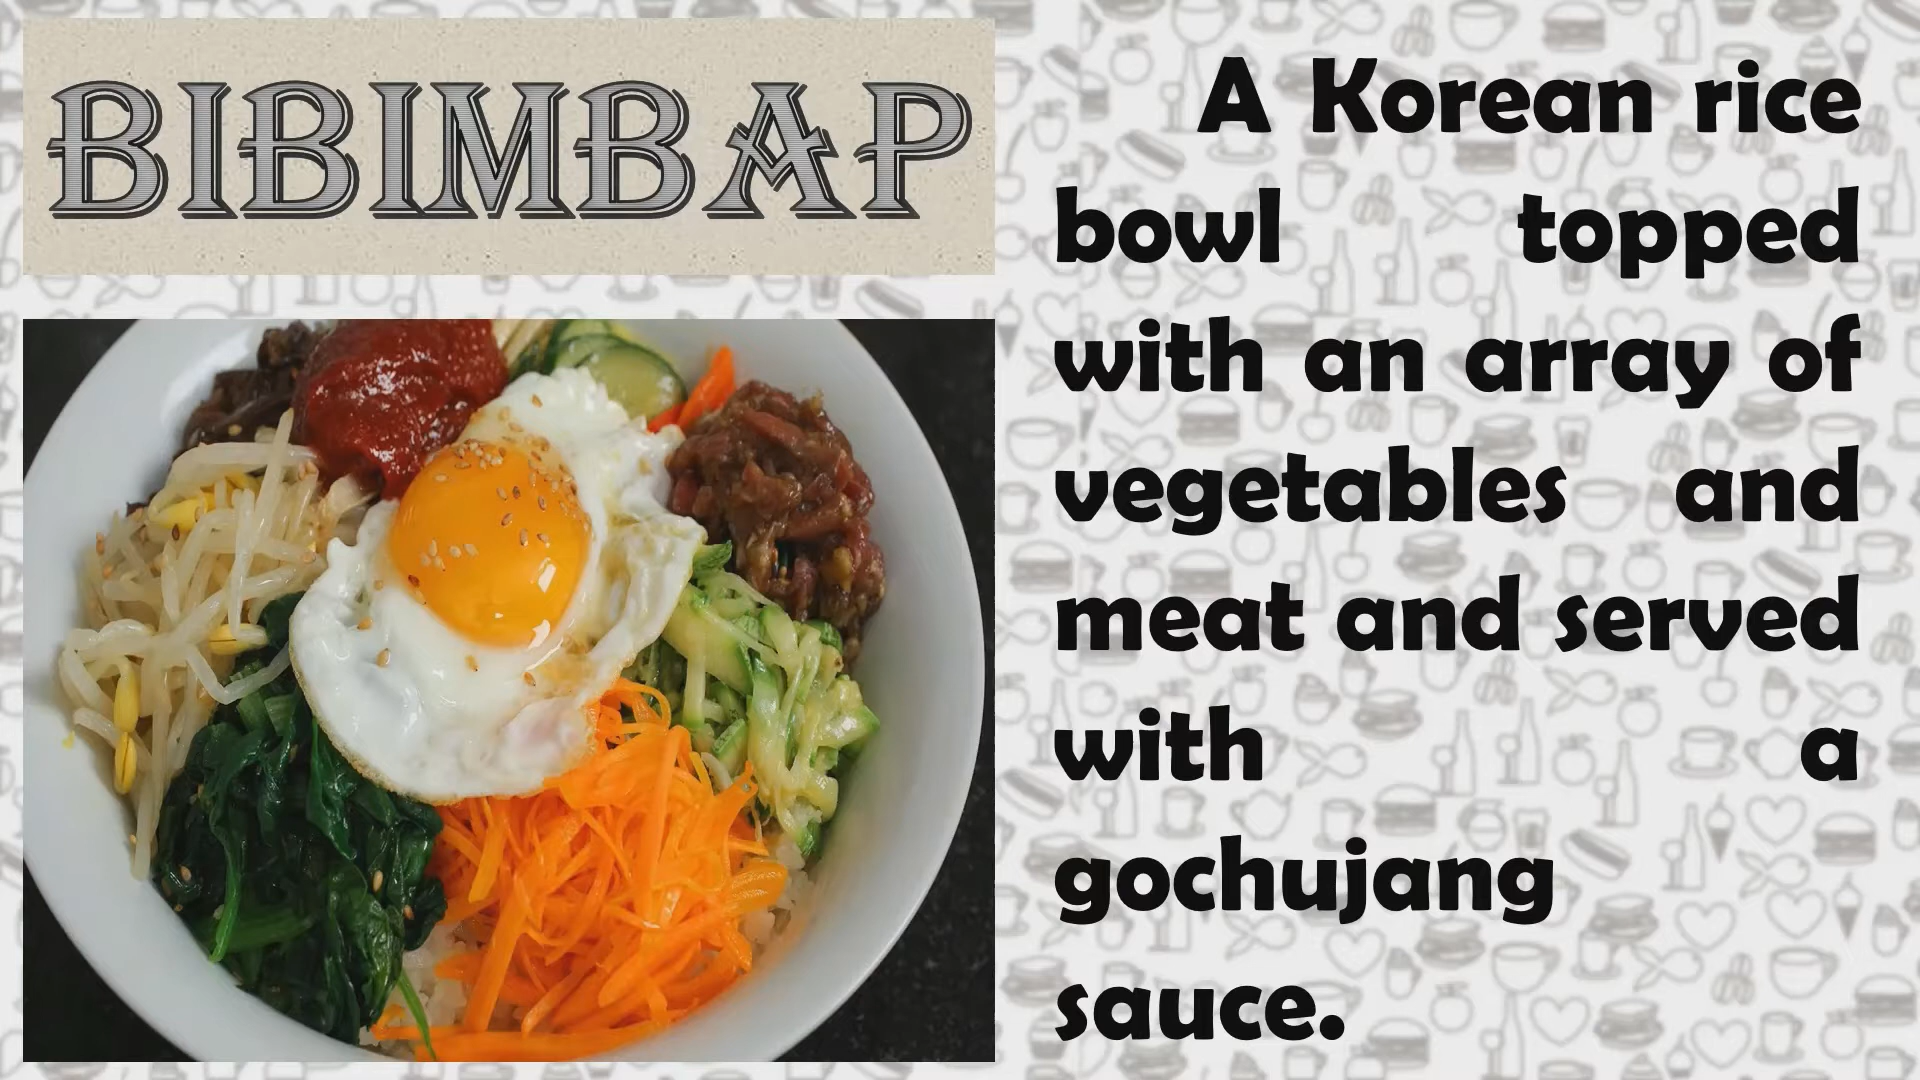 BIBIMBAP
A Korean rice
bowl topped
with an array of
vegetables and
meat and served
with a
gochujang
sauce.